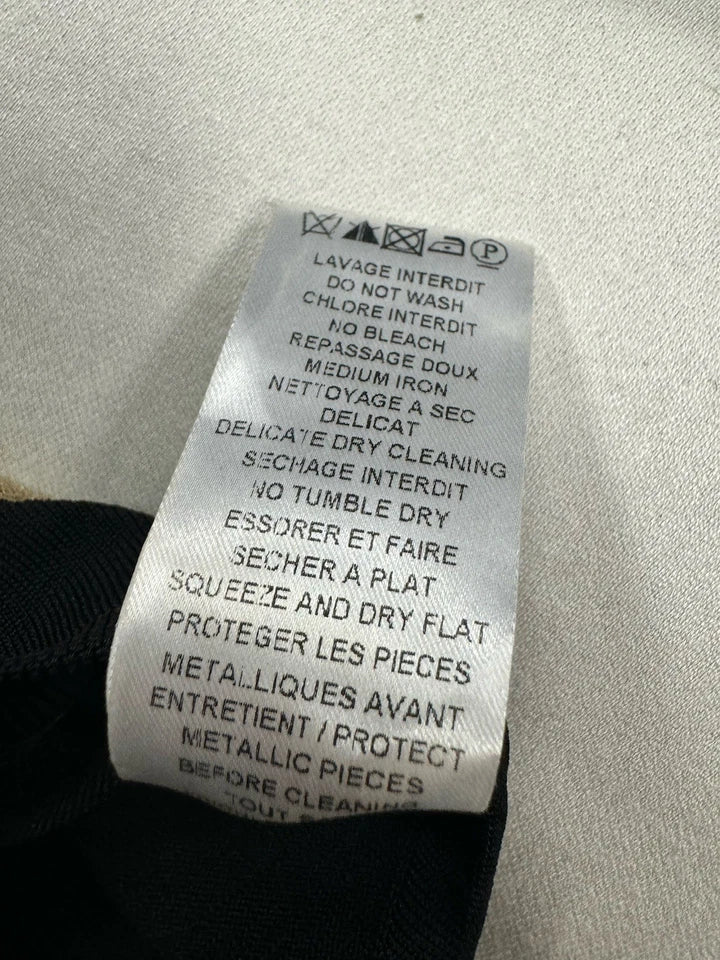 P
LAVAGE INTERDIT
DO NOT WASH
CHLORE INTERDIT
NO BLEACH
REPASSAGE DOUX
MEDIUM IRON
NETTOYAGE A SEC
DELICAT
DELICATE DRY CLEANING
SECHAGE INTERDIT
NO TUMBLE DRY
ESSORER ET FAIRE
SECHER A PLAT
SQUEEZE AND DRY FLAT
PROTEGER LES PIECES
METALLIQUES AVANT
ENTRETIENT / PROTECT
METALLIC PIECES
BEFORE CLEANING
TOUT